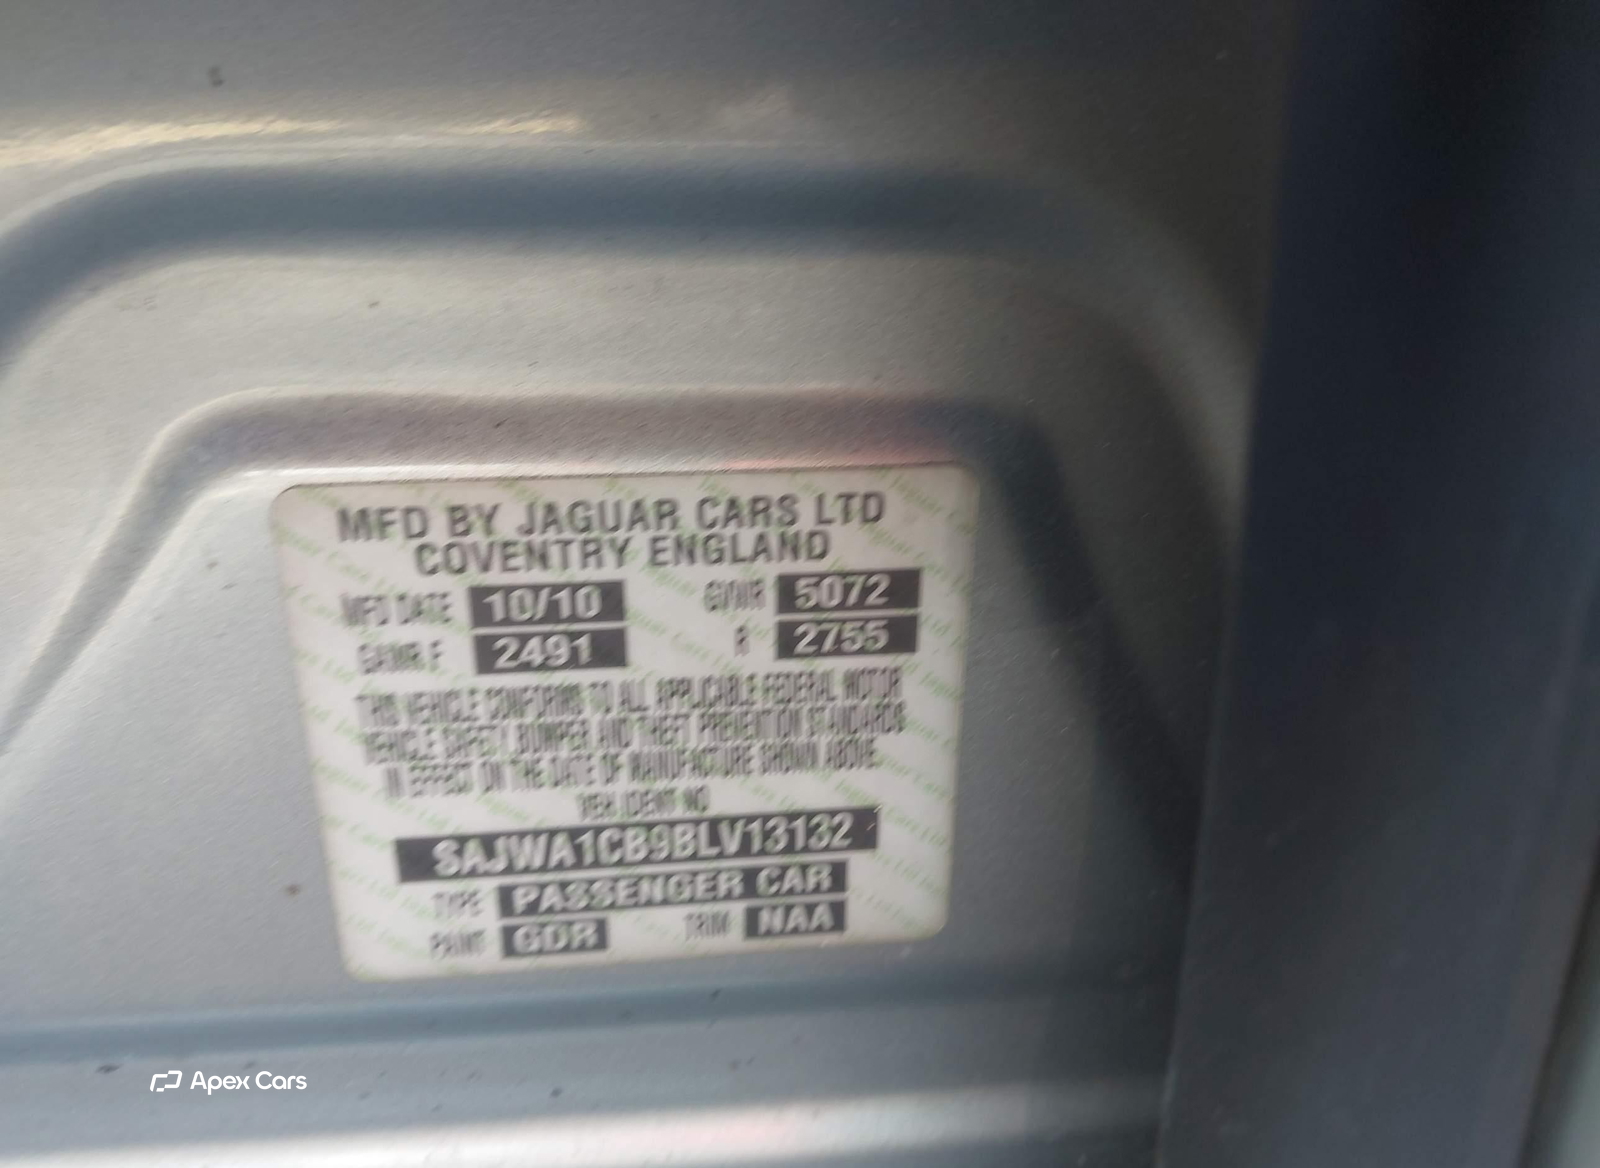 MFD BY JAGUAR CARS LTD
COVENTRY ENGLAND
MFD DATE 10/10 GVWR 5072
GAWR F 2491 R 2755
THIS VEHICLE CONFORMS TO ALL APPLICABLE FEDERAL MOTOR
VEHICLE SAFETY, BUMPER, AND THEFT PREVENTION STANDARDS
IN EFFECT ON THE DATE OF MANUFACTURE SHOWN ABOVE.
VEH. IDENT NO
SAJWA1CB9BLV13132
TYPE PASSENGER CAR
PAINT GDR TRIM NAA
Apex Cars